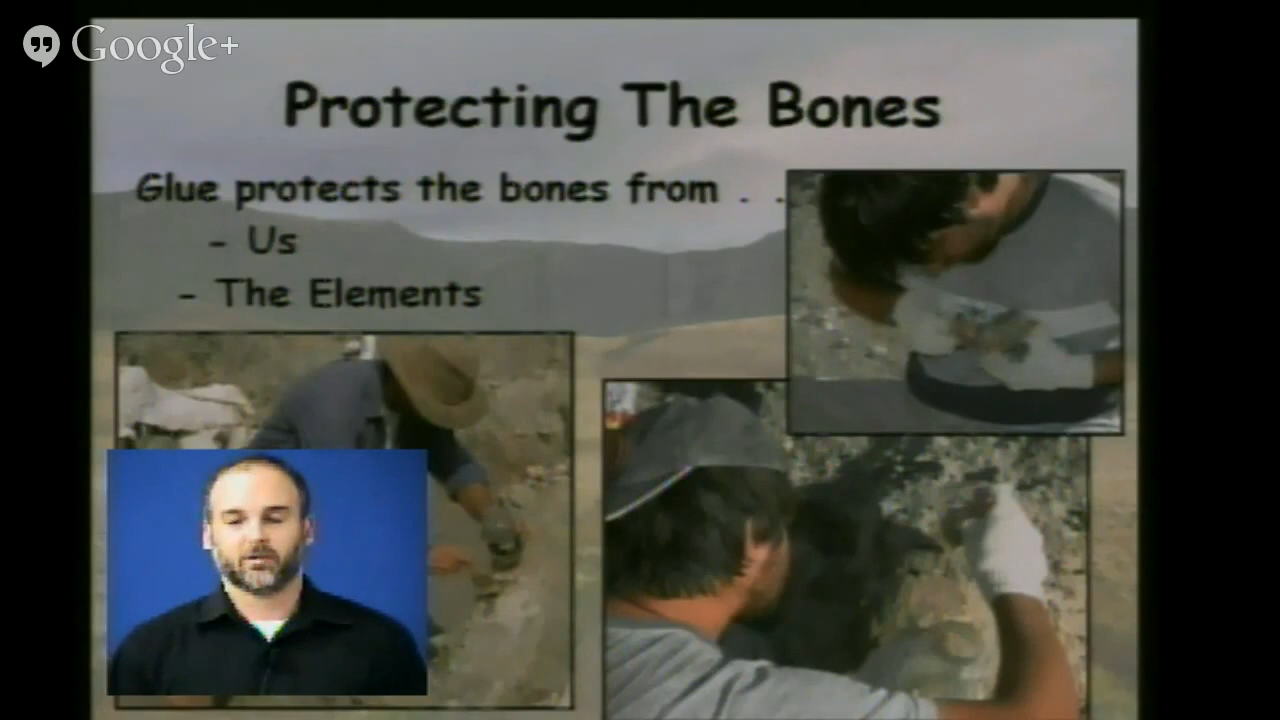 Google+
Protecting The Bones
Glue protects the bones from . .
- Us
- The Elements